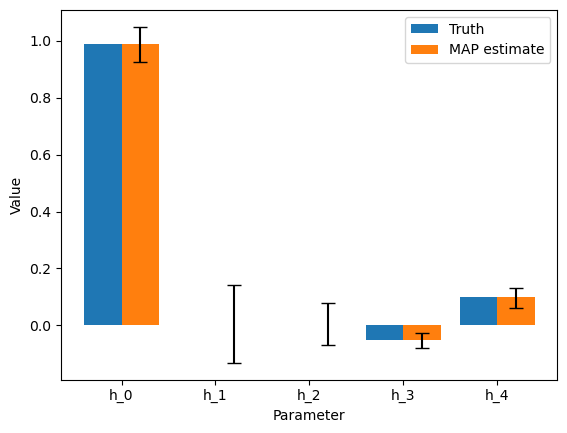 Truth
MAP estimate
1.0
0.8
0.6
0.4
0.2
0.0
Value
h_0 h_1 h_2 h_3 h_4
Parameter